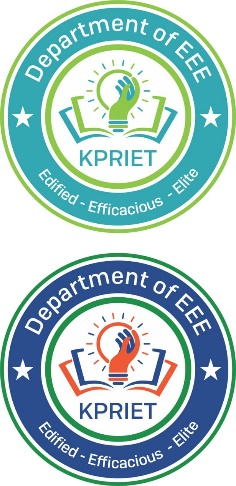 Department of EEE
KPRIET
Edified - Efficacious - Elite
Department of EEE
KPRIET
Edified - Efficacious - Elite